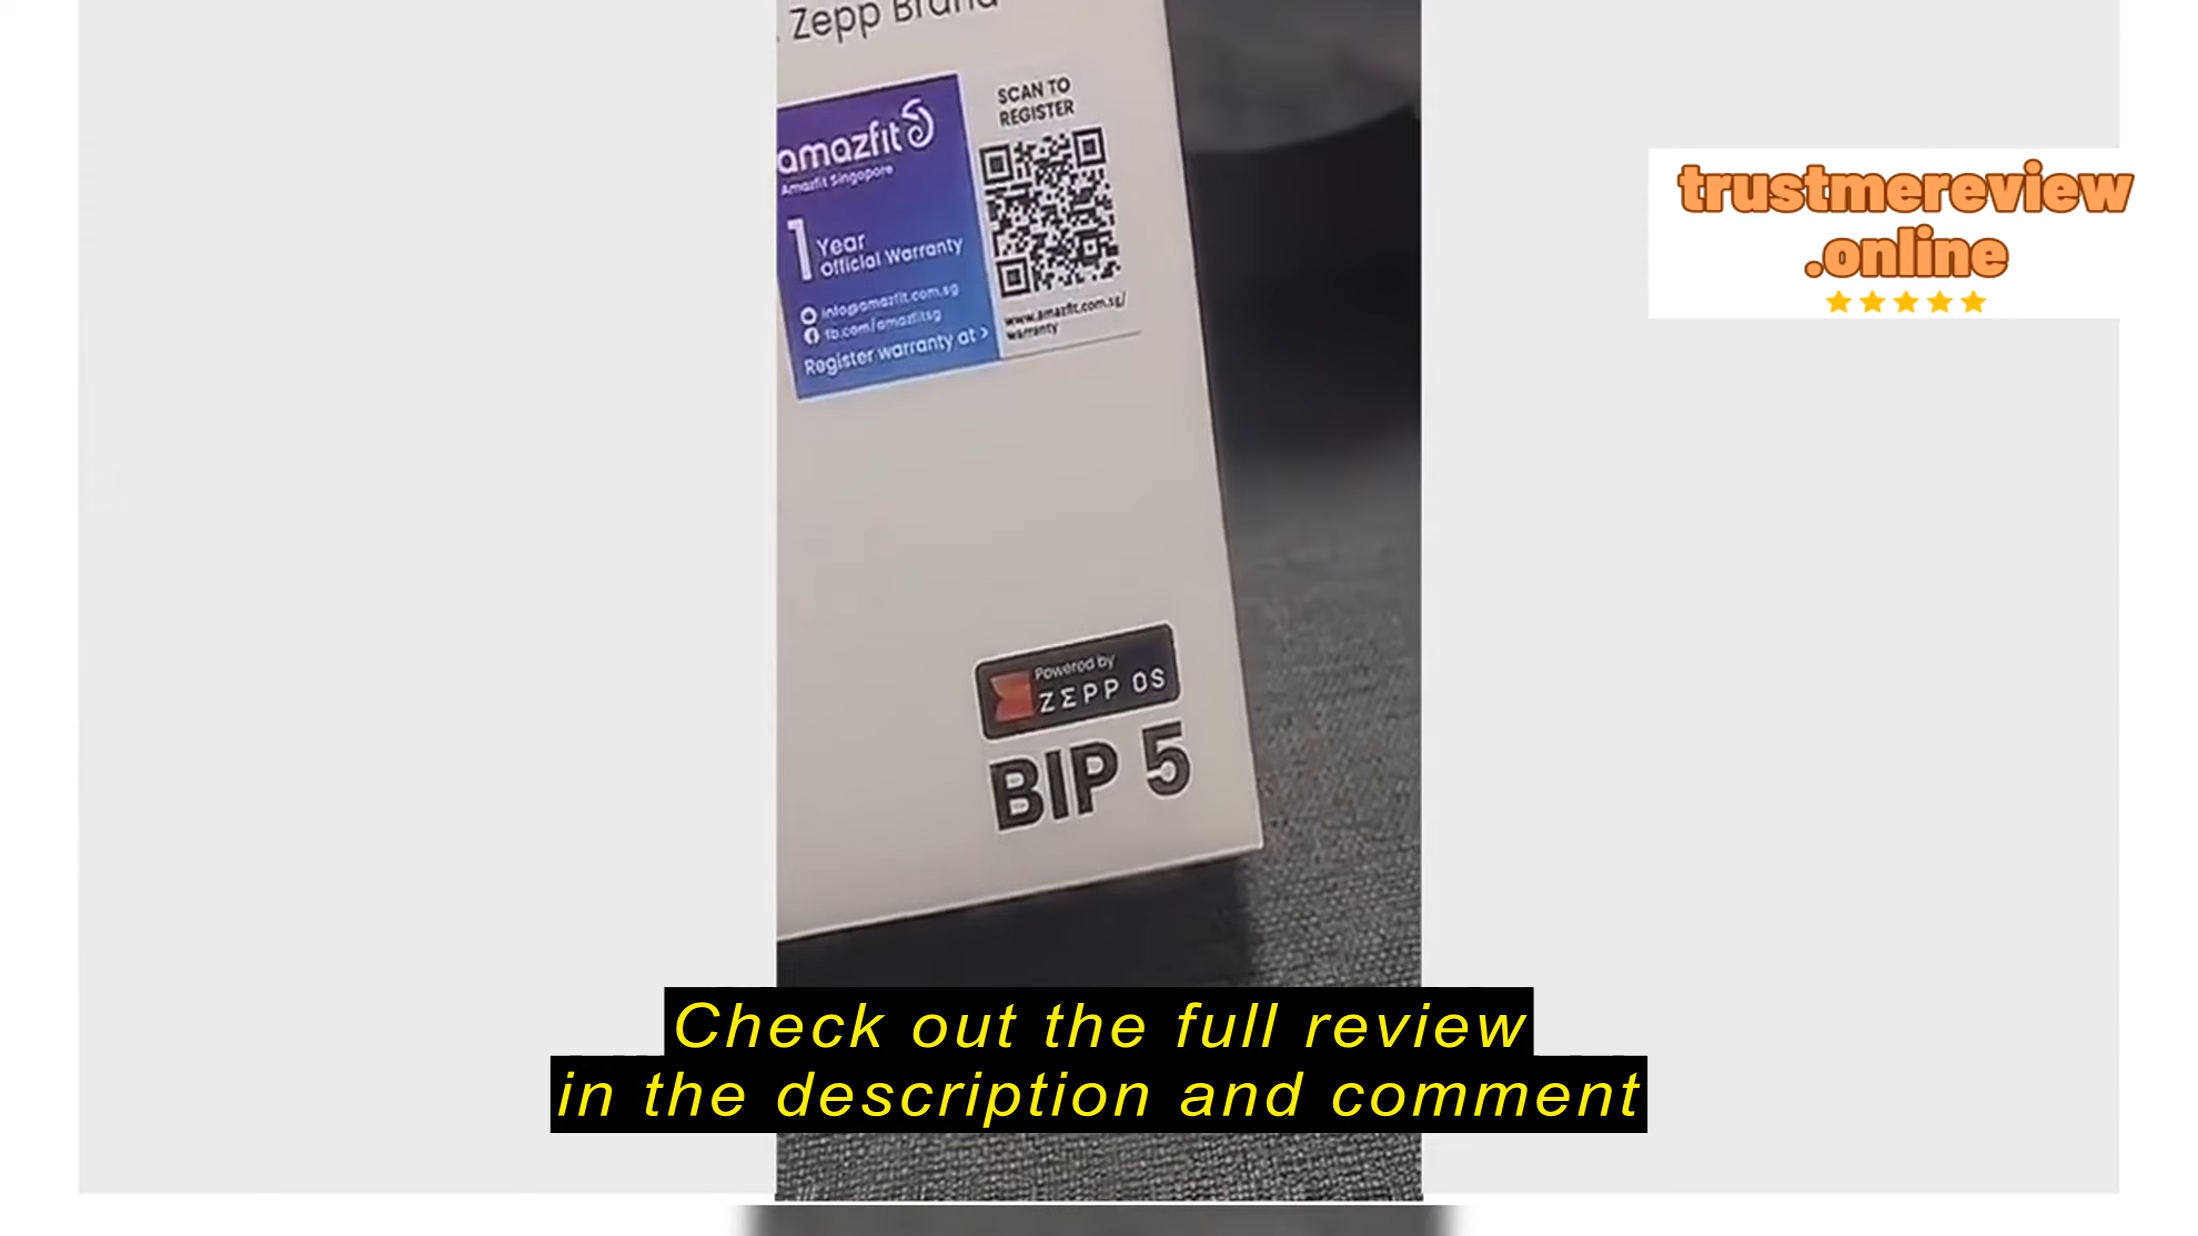 Zepp Brand
amazfit
Amazfit Singapore
1 Year
Official Warranty
info@amazfit.com.sg
fb.com/amazfitsg
Register warranty at >
SCAN TO
REGISTER
www.amazfit.com.sg/
warranty
Powered by
ZEPP OS
BIP 5
trustmereview
.online
Check out the full review
in the description and comment